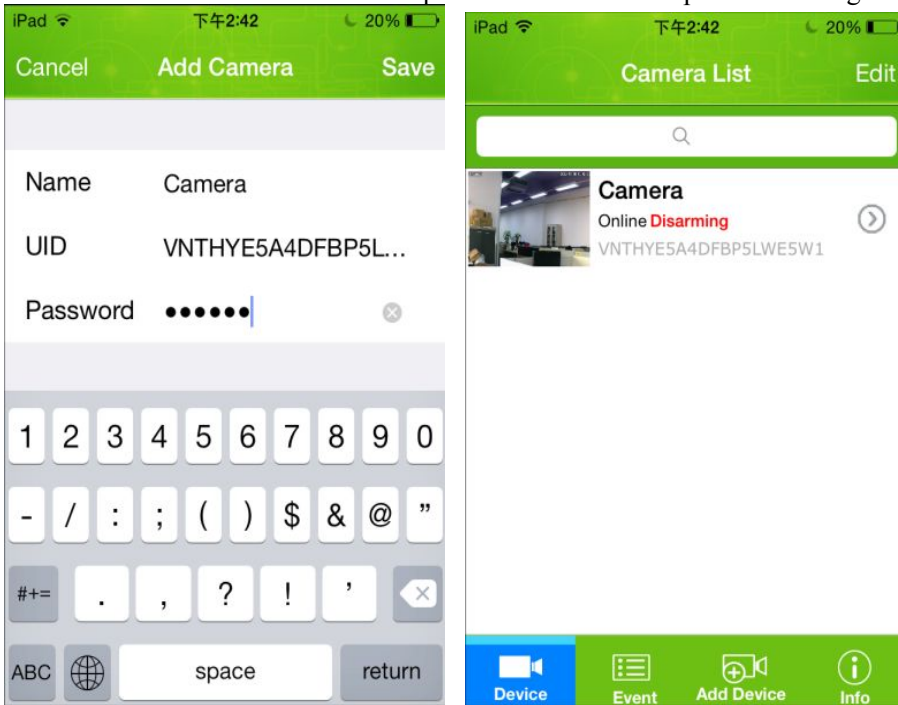 iPad 下午2:42 20%
Cancel Add Camera Save
Name Camera
UID VNTHYE5A4DFBP5L...
Password ••••••
1 2 3 4 5 6 7 8 9 0
- / : ; ( ) $ & @ ”
#+= . , ? ! ’
ABC space return
iPad 下午2:42 20%
Camera List Edit
Camera
Online Disarming
VNTHYE5A4DFBP5LWE5W1
Device Event Add Device Info